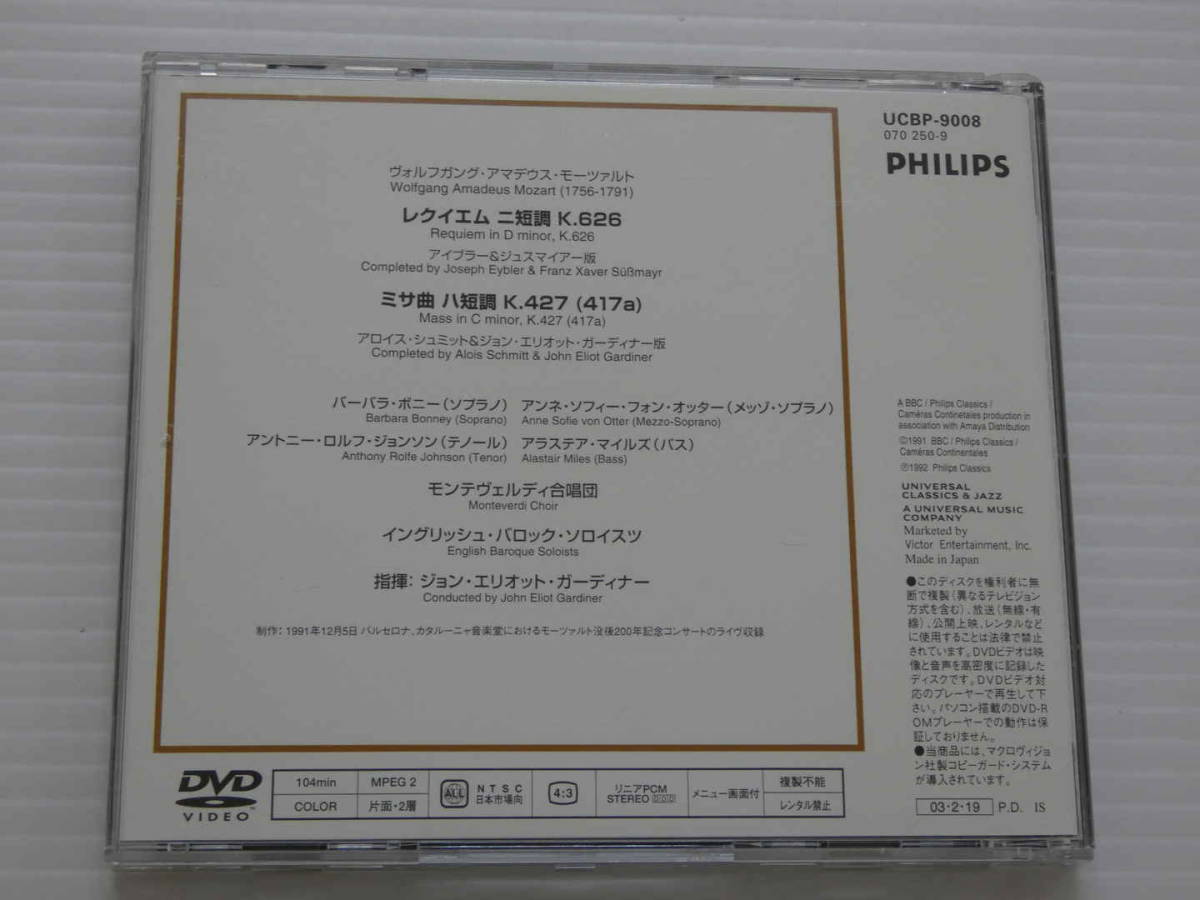 ヴォルフガング・アマデウス・モーツァルト
Wolfgang Amadeus Mozart (1756-1791)
レクイエム ニ短調 K.626
Requiem in D minor, K.626
アイブラー&ジュスマイアー版
Completed by Joseph Eybler & Franz Xaver Süßmayr
ミサ曲 ハ短調 K.427 (417a)
Mass in C minor, K.427 (417a)
アロイス・シュミット&ジョン・エリオット・ガーディナー版
Completed by Alois Schmitt & John Eliot Gardiner
バーバラ・ボニー(ソプラノ) アンネ・ソフィー・フォン・オッター(メッゾ・ソプラノ)
Barbara Bonney (Soprano) Anne Sofie von Otter (Mezzo-Soprano)
アントニー・ロルフ・ジョンソン(テノール) アラステア・マイルズ(バス)
Anthony Rolfe Johnson (Tenor) Alastair Miles (Bass)
モンテヴェルディ合唱団
Monteverdi Choir
イングリッシュ・バロック・ソロイスツ
English Baroque Soloists
指揮: ジョン・エリオット・ガーディナー
Conducted by John Eliot Gardiner
制作:1991年12月5日 バルセロナ、カタルーニャ音楽堂におけるモーツァルト没後200年記念コンサートのライヴ収録
UCBP-9008
070 250-9
PHILIPS
A BBC / Philips Classics /
Caméras Continetales production in
association with Amaya Distribution
©1991 BBC / Philips Classics /
Caméras Continentales
℗1992 Philips Classics
UNIVERSAL
CLASSICS & JAZZ
A UNIVERSAL MUSIC
COMPANY
Marketed by
Victor Entertainment, Inc.
Made in Japan
●このディスクを権利者に無
断で複製(異なるテレビジョン
方式を含む)、放送(無線・有
線)、公開上映、レンタルなど
に使用することは法律で禁止
されています。DVDビデオは映
像と音声を高密度に記録した
ディスクです。DVDビデオ対
応のプレーヤーで再生して下
さい。パソコン搭載のDVD-R
OMプレーヤーでの動作は保
証しておりません。
●当商品には、マクロヴィジョ
ン社製コピーガード・システム
が導入されています。
03・2・19 P.D. IS
DVD
VIDEO
104min MPEG 2
COLOR 片面・2層
ALL NTSC
日本市場向
4:3
リニアPCM
STEREO DDD
メニュー画面付
複製不能
レンタル禁止